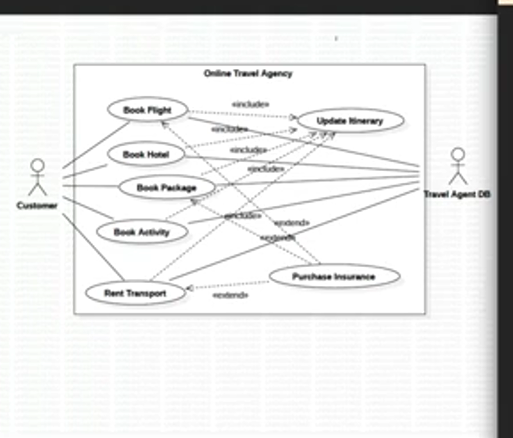 Online Travel Agency
Book Flight
«include»
Update Itinerary
«include»
Book Hotel
«include»
«include»
Book Package
Customer
Travel Agent DB
«include»
«extend»
Book Activity
«extend»
Purchase Insurance
Rent Transport
«extend»